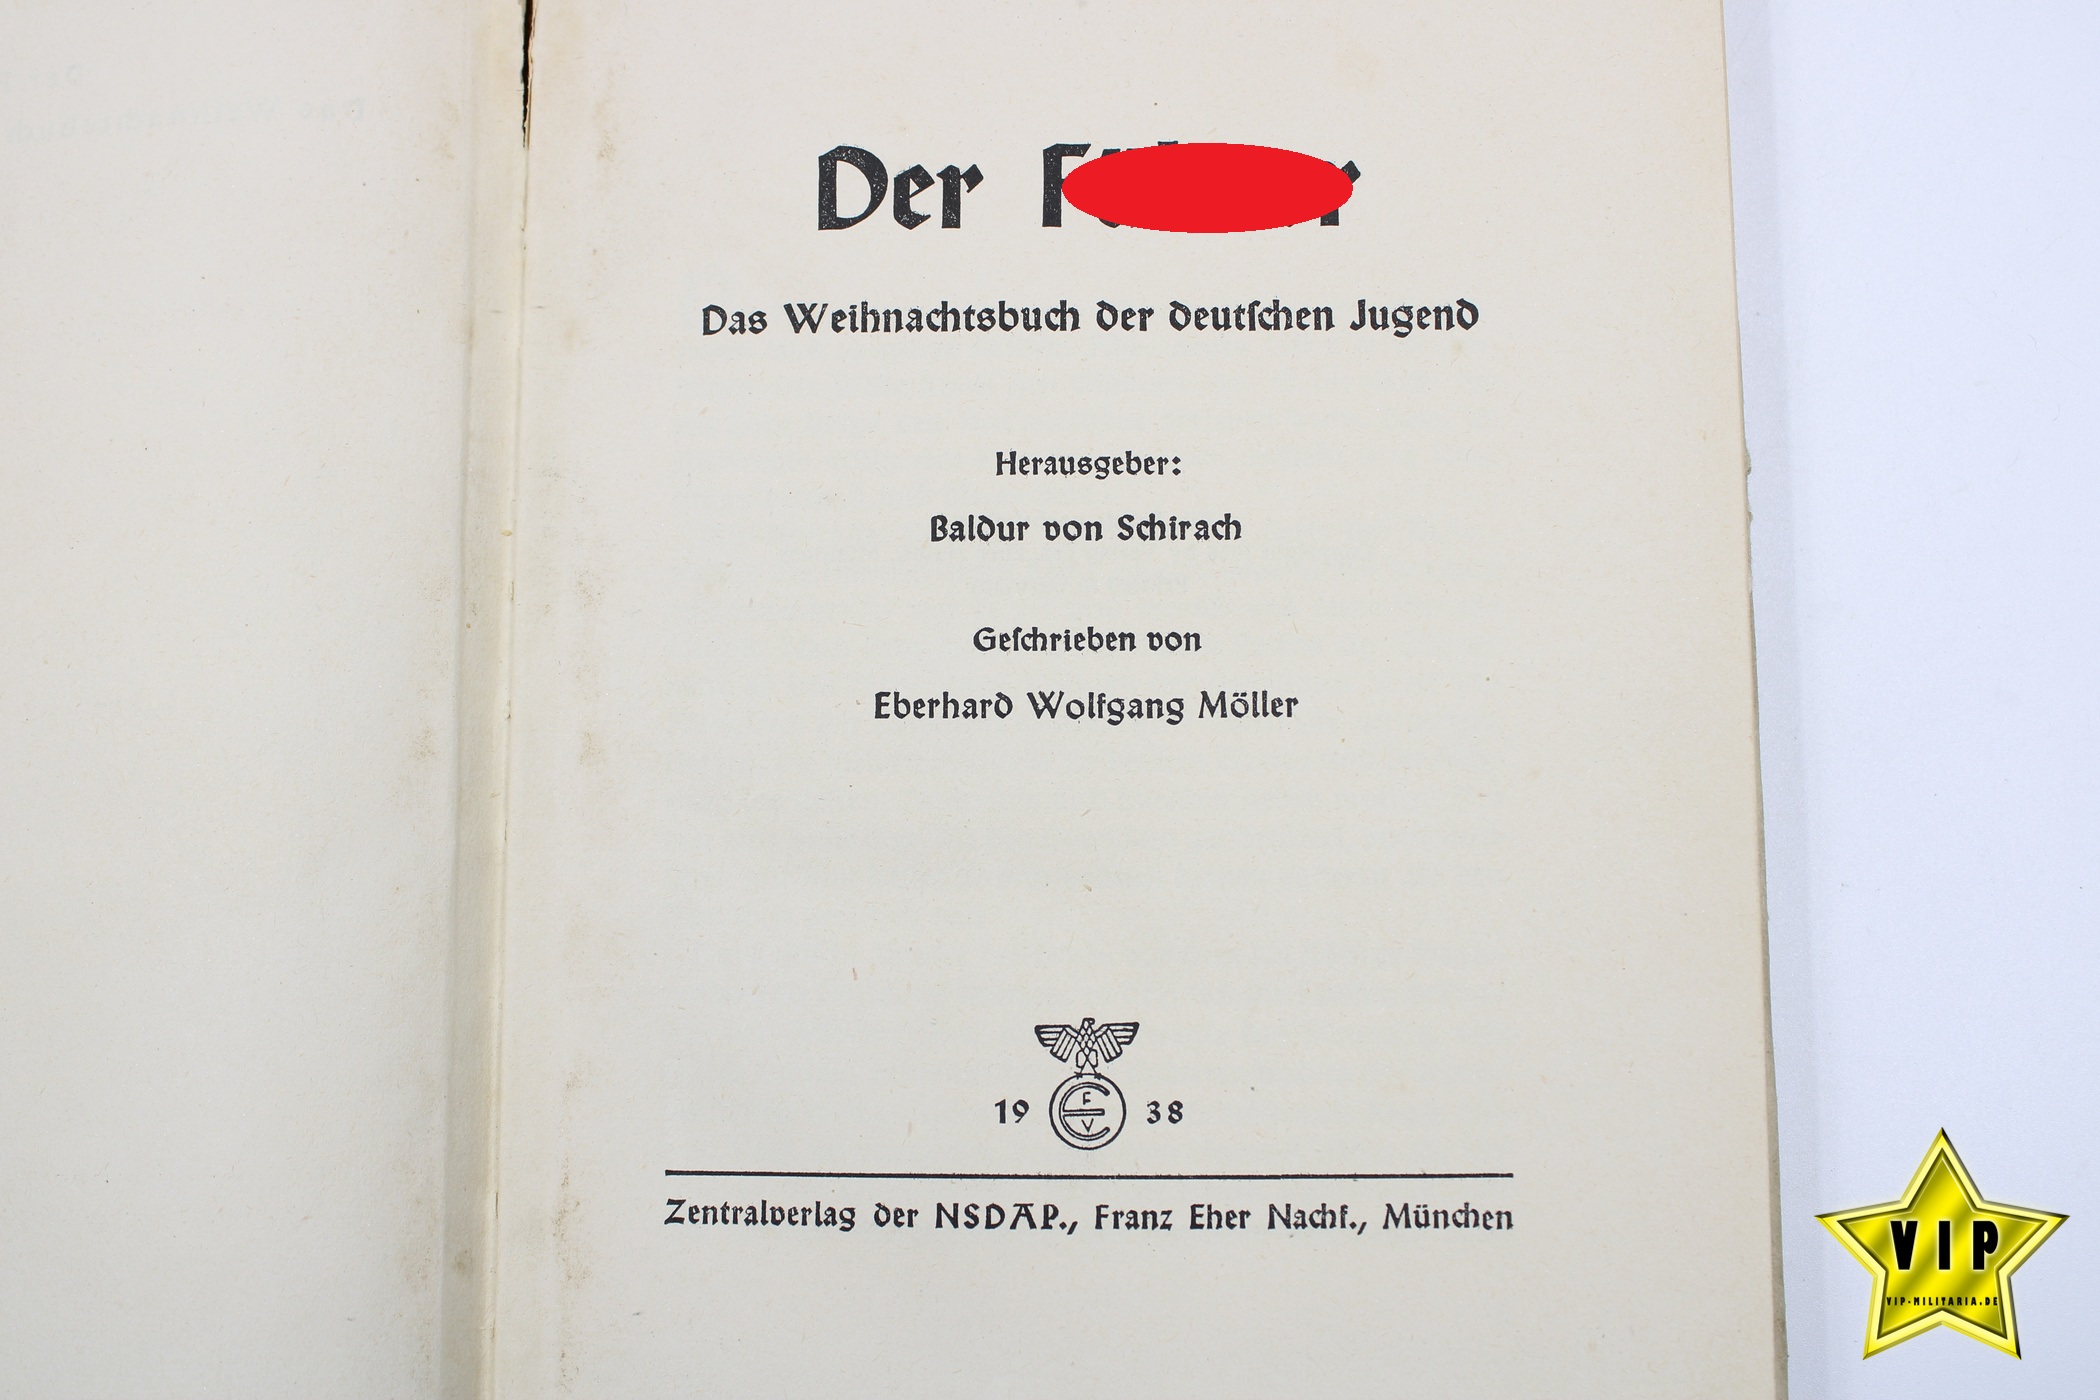 Der
Das Weihnachtsbuch der deutſchen Jugend
Herausgeber:
Baldur von Schirach
Geſchrieben von
Eberhard Wolfgang Möller
19 38
F
E
V
Zentralverlag der NSDAP., Franz Eher Nachf., München
VIP
VIP-MILITARIA.DE